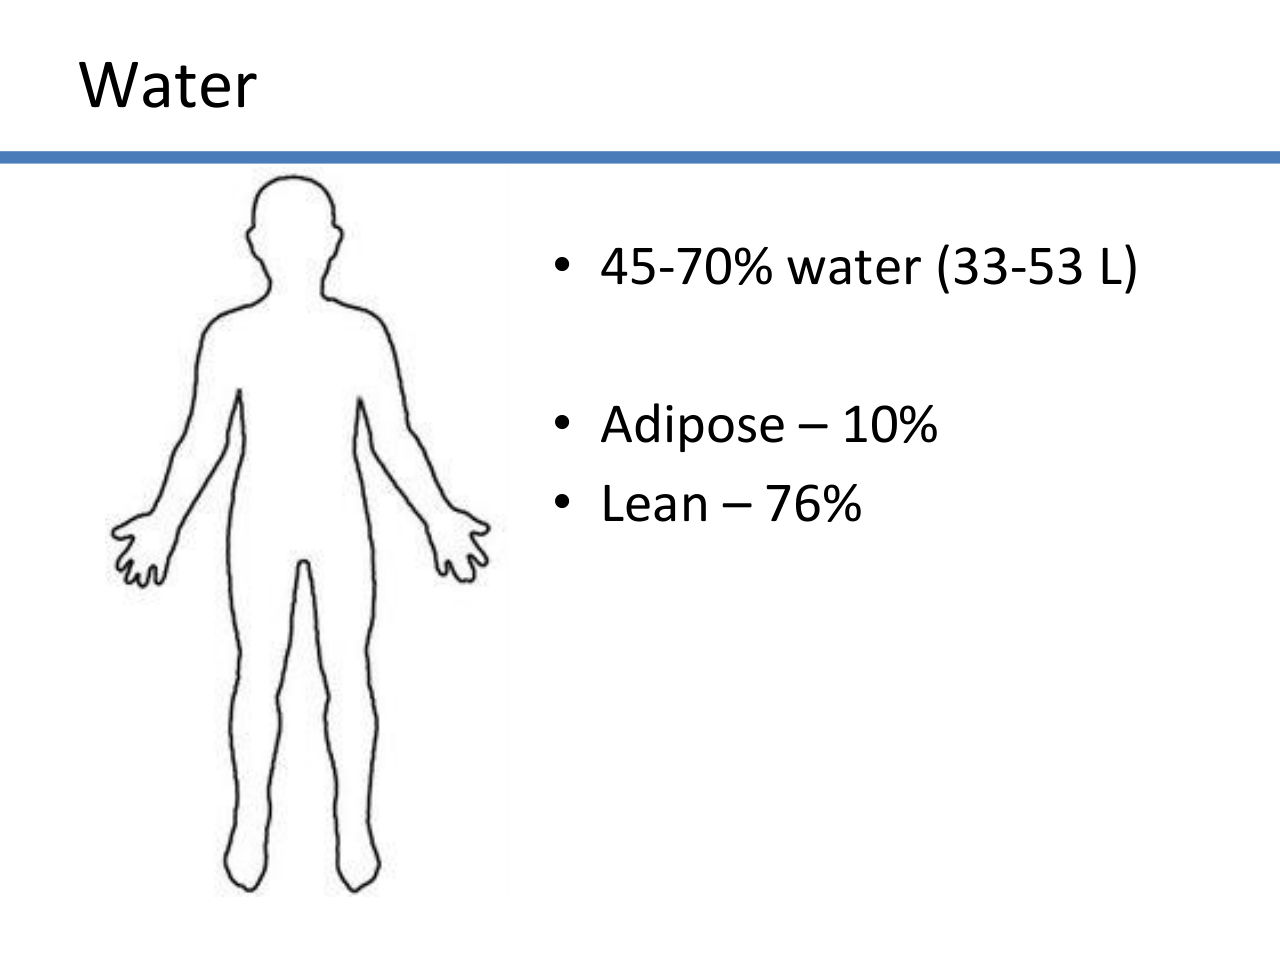 Water
• 45-70% water (33-53 L)
• Adipose – 10%
• Lean – 76%